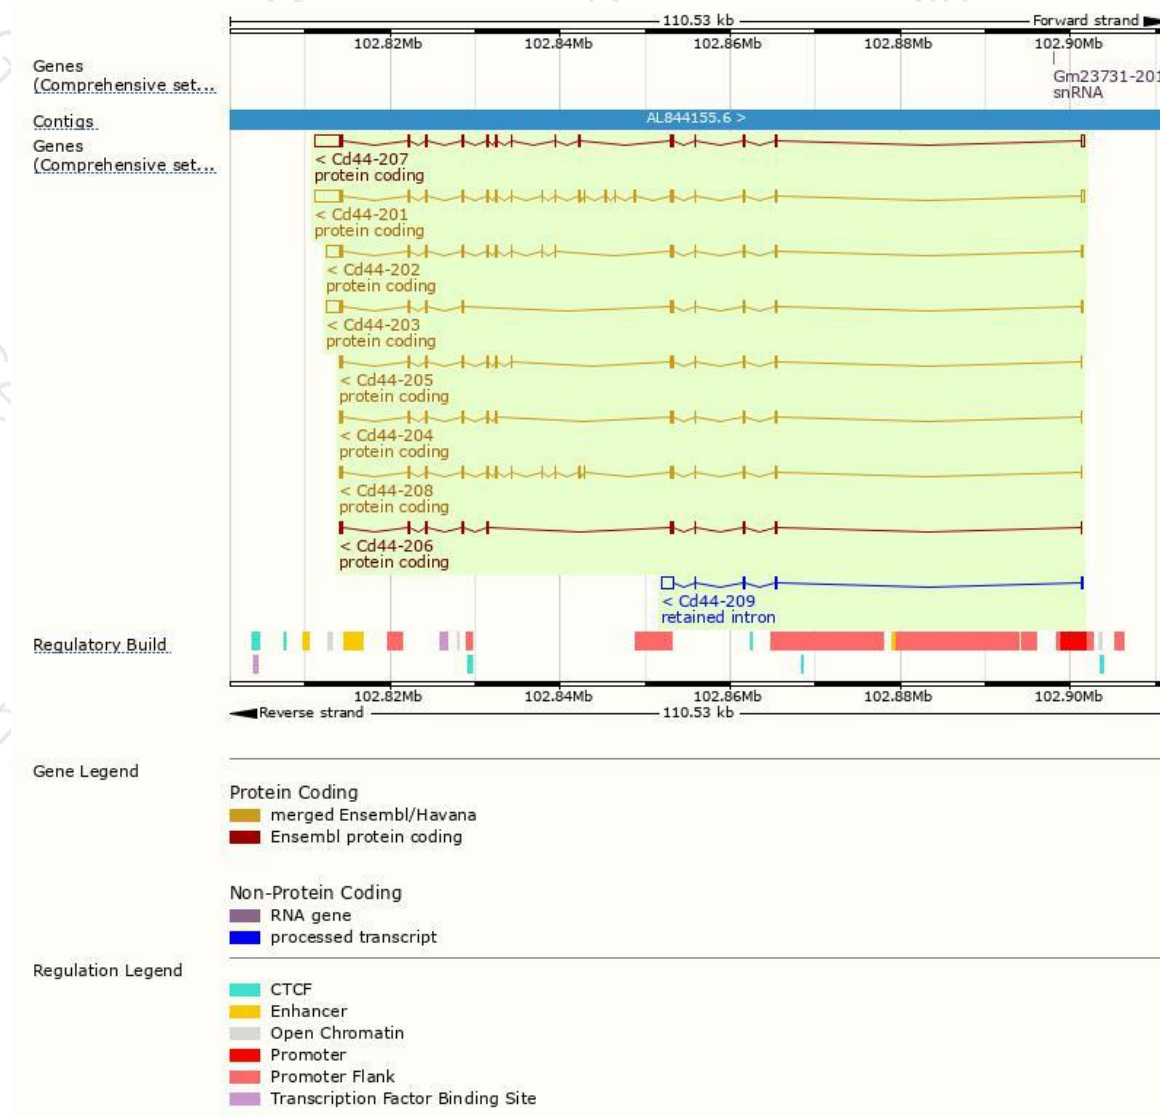 110.53 kb
Forward strand
102.82Mb 102.84Mb 102.86Mb 102.88Mb 102.90Mb
Genes
(Comprehensive set...
Gm23731-201
snRNA
Contigs
AL844155.6 >
Genes
(Comprehensive set...
< Cd44-207
protein coding
< Cd44-201
protein coding
< Cd44-202
protein coding
< Cd44-203
protein coding
< Cd44-205
protein coding
< Cd44-204
protein coding
< Cd44-208
protein coding
< Cd44-206
protein coding
< Cd44-209
retained intron
Regulatory Build
102.82Mb 102.84Mb 102.86Mb 102.88Mb 102.90Mb
Reverse strand
110.53 kb
Gene Legend
Protein Coding
merged Ensembl/Havana
Ensembl protein coding
Non-Protein Coding
RNA gene
processed transcript
Regulation Legend
CTCF
Enhancer
Open Chromatin
Promoter
Promoter Flank
Transcription Factor Binding Site